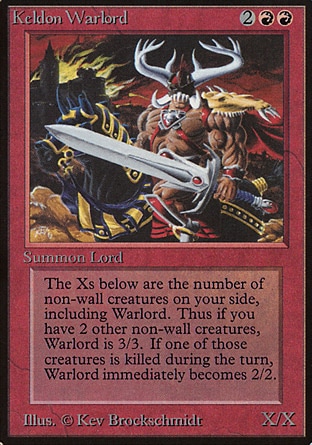 Keldon Warlord 2
Summon Lord
The Xs below are the number of
non-wall creatures on your side,
including Warlord. Thus if you
have 2 other non-wall creatures,
Warlord is 3/3. If one of those
creatures is killed during the turn,
Warlord immediately becomes 2/2.
Illus. © Kev Brockschmidt X/X